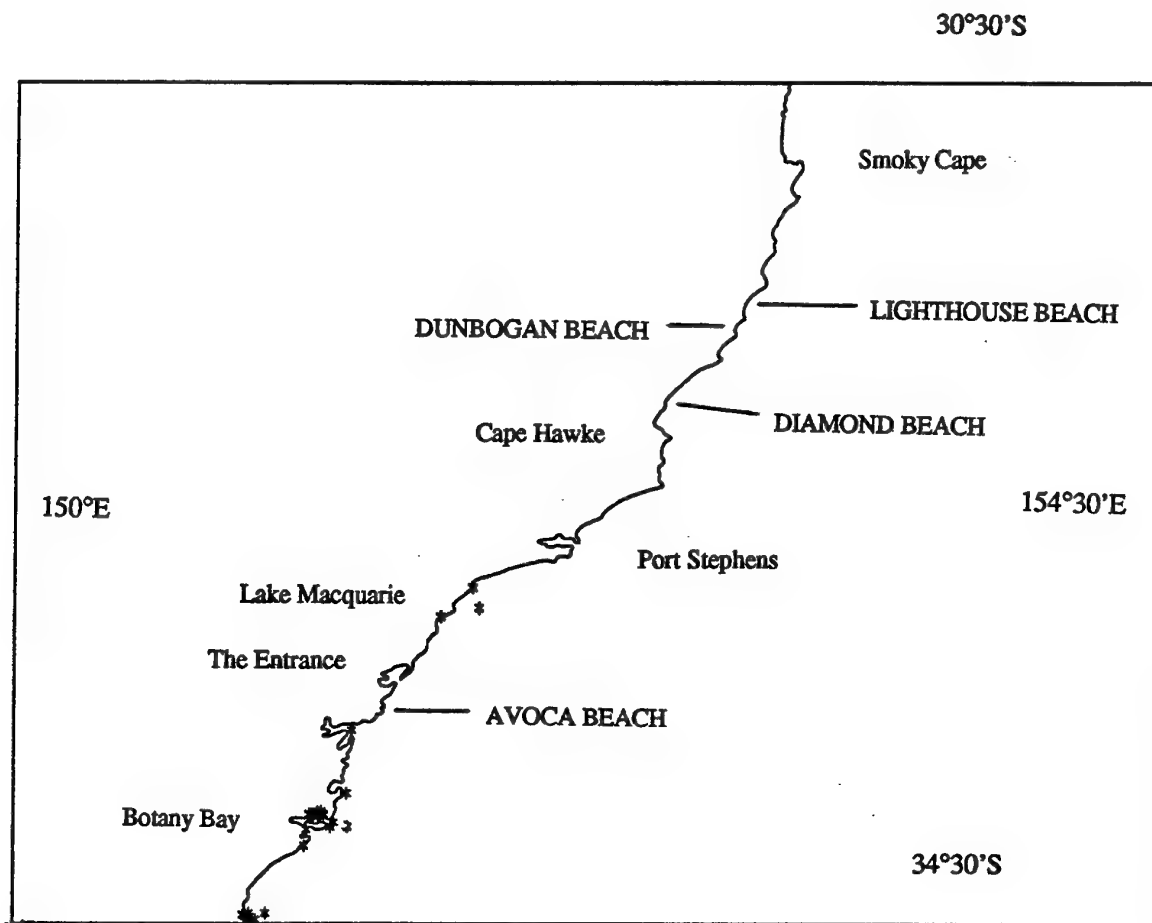 30°30'S
Smoky Cape
LIGHTHOUSE BEACH
DUNBOGAN BEACH
DIAMOND BEACH
Cape Hawke
150°E
154°30'E
Port Stephens
Lake Macquarie
The Entrance
AVOCA BEACH
Botany Bay
34°30'S